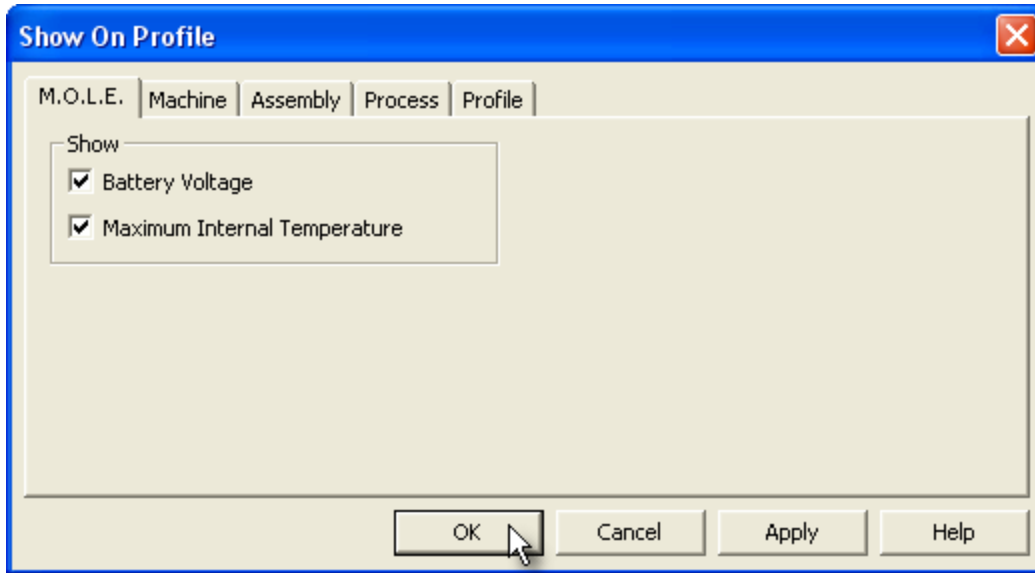 Show On Profile
M.O.L.E. Machine Assembly Process Profile
Show
Battery Voltage
Maximum Internal Temperature
OK Cancel Apply Help